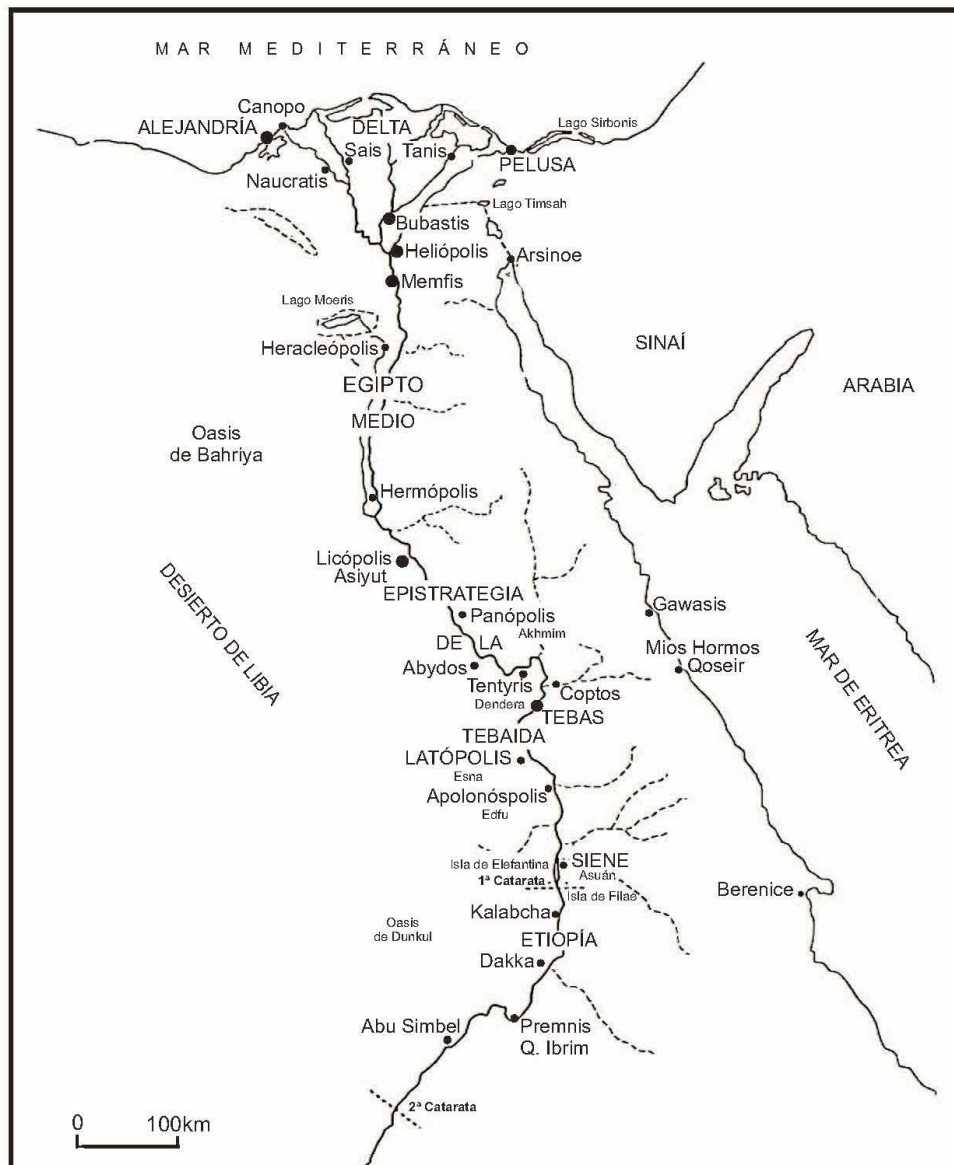 MAR MEDITERRÁNEO
Canopo
ALEJANDRÍA
DELTA
Lago Sirbonis
Sais
Tanis
PELUSA
Naucratis
Lago Timsah
Bubastis
Heliópolis
Arsinoe
Memfis
Lago Moeris
SINAÍ
Heracleópolis
EGIPTO
ARABIA
MEDIO
Oasis
de Bahriya
Hermópolis
Licópolis
Asiyut
DESIERTO DE LIBIA
EPISTRATEGIA
Panópolis
Akhmim
Gawasis
DE LA
Mios Hormos
Qoseir
MAR DE ERITREA
Abydos
Tentyris
Dendera
Coptos
TEBAS
TEBAIDA
LATÓPOLIS
Esna
Apolonóspolis
Edfu
Isla de Elefantina
SIENE
Asuán
1ª Catarata
Isla de Filae
Berenice
Kalabcha
Oasis
de Dunkul
ETIOPÍA
Dakka
Abu Simbel
Premnis
Q. Ibrim
2ª Catarata
0 100km